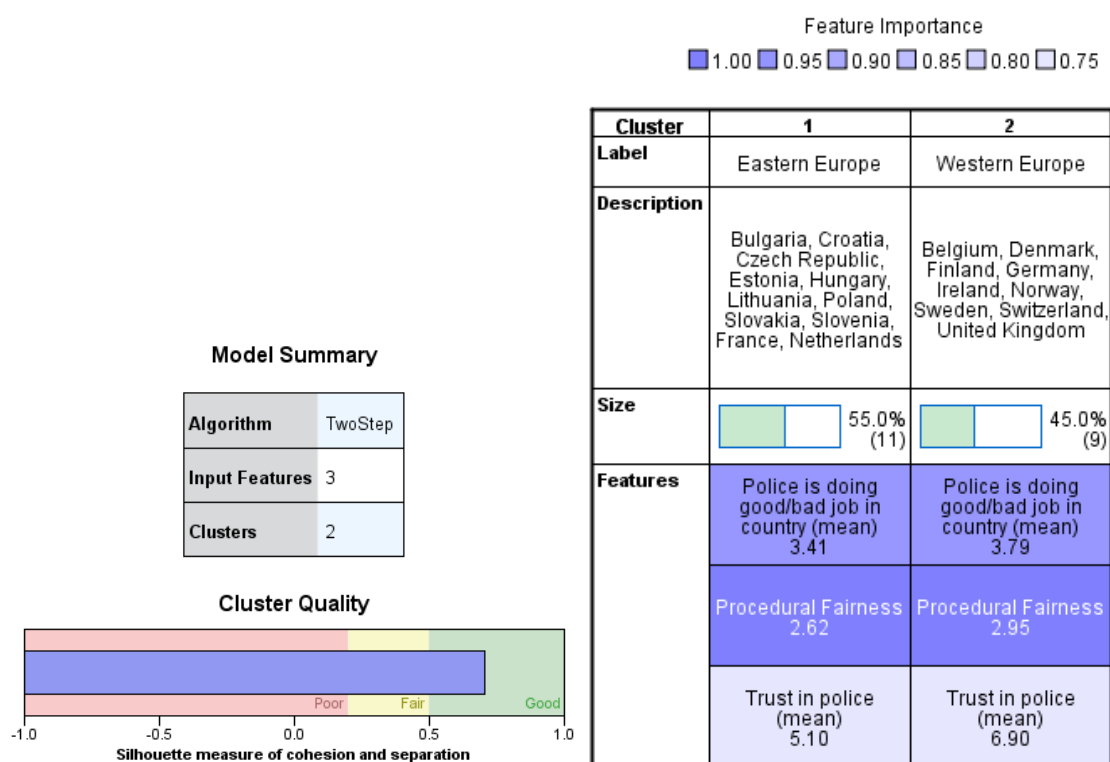 Feature Importance
1.00 0.95 0.90 0.85 0.80 0.75
Model Summary
Algorithm TwoStep
Input Features 3
Clusters 2
Cluster Quality
Poor Fair Good
-1.0 -0.5 0.0 0.5 1.0
Silhouette measure of cohesion and separation
Cluster 1 2
Label Eastern Europe Western Europe
Description
Bulgaria, Croatia,
Czech Republic,
Estonia, Hungary,
Lithuania, Poland,
Slovakia, Slovenia,
France, Netherlands
Belgium, Denmark,
Finland, Germany,
Ireland, Norway,
Sweden, Switzerland,
United Kingdom
Size
55.0%
(11)
45.0%
(9)
Features
Police is doing
good/bad job in
country (mean)
3.41
Police is doing
good/bad job in
country (mean)
3.79
Procedural Fairness
2.62
Procedural Fairness
2.95
Trust in police
(mean)
5.10
Trust in police
(mean)
6.90